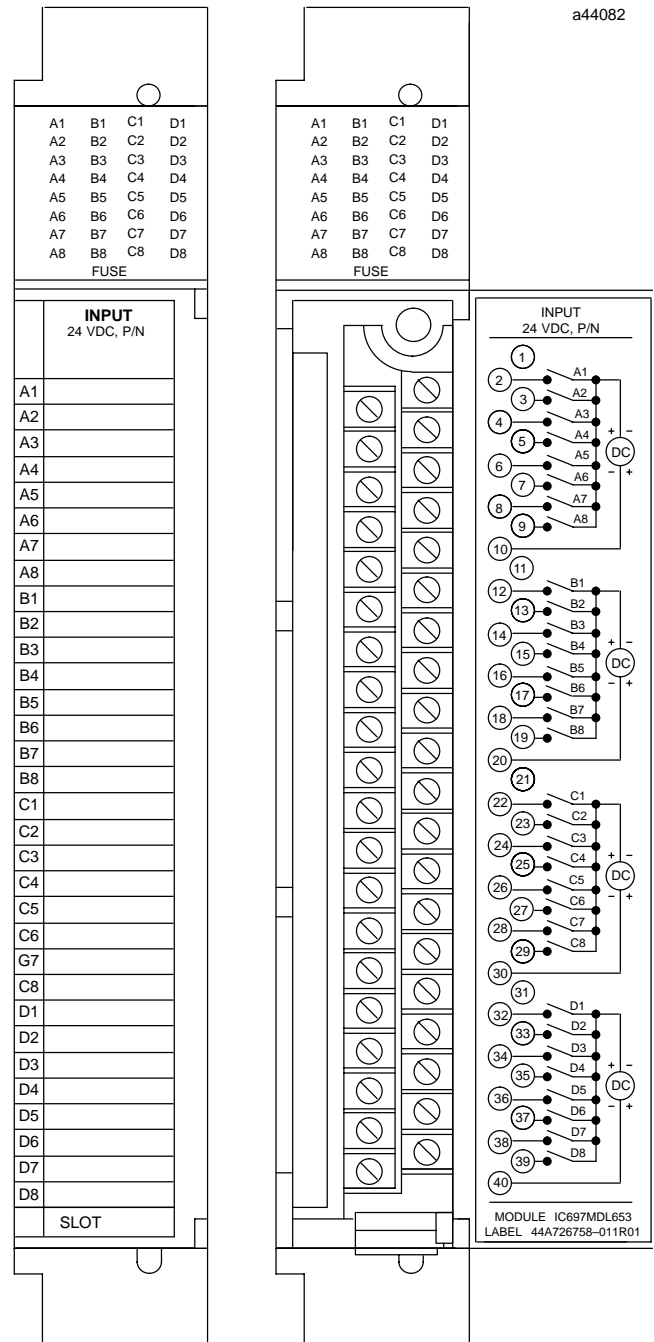 a44082
A1 B1 C1 D1
A2 B2 C2 D2
A3 B3 C3 D3
A4 B4 C4 D4
A5 B5 C5 D5
A6 B6 C6 D6
A7 B7 C7 D7
A8 B8 C8 D8
FUSE
INPUT
24 VDC, P/N
A1
A2
A3
A4
A5
A6
A7
A8
B1
B2
B3
B4
B5
B6
B7
B8
C1
C2
C3
C4
C5
C6
G7
C8
D1
D2
D3
D4
D5
D6
D7
D8
SLOT
A1 B1 C1 D1
A2 B2 C2 D2
A3 B3 C3 D3
A4 B4 C4 D4
A5 B5 C5 D5
A6 B6 C6 D6
A7 B7 C7 D7
A8 B8 C8 D8
FUSE
INPUT
24 VDC, P/N
1
2 A1
3 A2
4 A3
+ −
5 A4
DC
6 A5
− +
7 A6
8 A7
9 A8
10
11
12 B1
13 B2
14 B3
+ −
15 B4
DC
16 B5
− +
17 B6
18 B7
19 B8
20
21
22 C1
23 C2
24 C3
+ −
25 C4
DC
26 C5
− +
27 C6
28 C7
29 C8
30
31
32 D1
33 D2
34 D3
+ −
35 D4
DC
36 D5
− +
37 D6
38 D7
39 D8
40
MODULE IC697MDL653
LABEL 44A726758–011R01